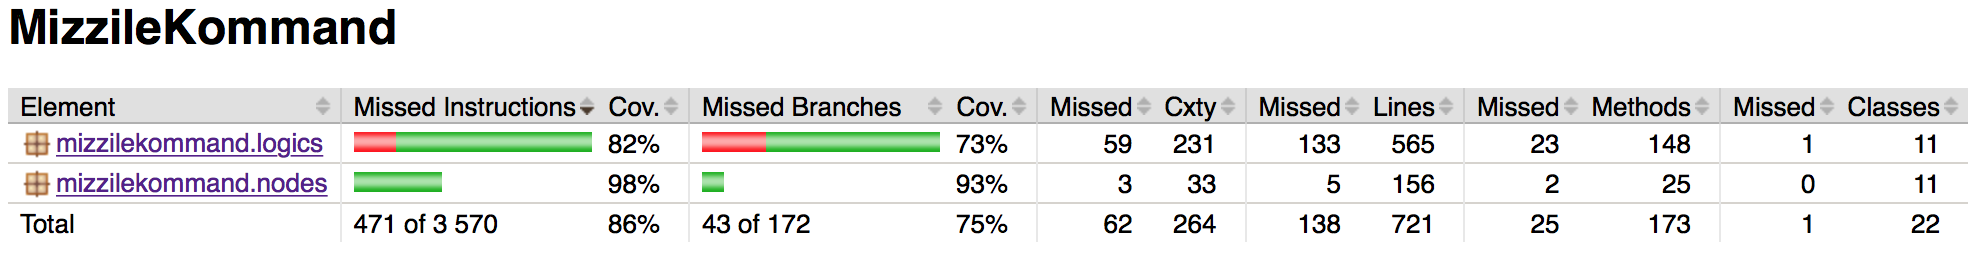 MizzileKommand
Element Missed Instructions Cov. Missed Branches Cov. Missed Cxty Missed Lines Missed Methods Missed Classes
mizzilekommand.logics 82% 73% 59 231 133 565 23 148 1 11
mizzilekommand.nodes 98% 93% 3 33 5 156 2 25 0 11
Total 471 of 3 570 86% 43 of 172 75% 62 264 138 721 25 173 1 22